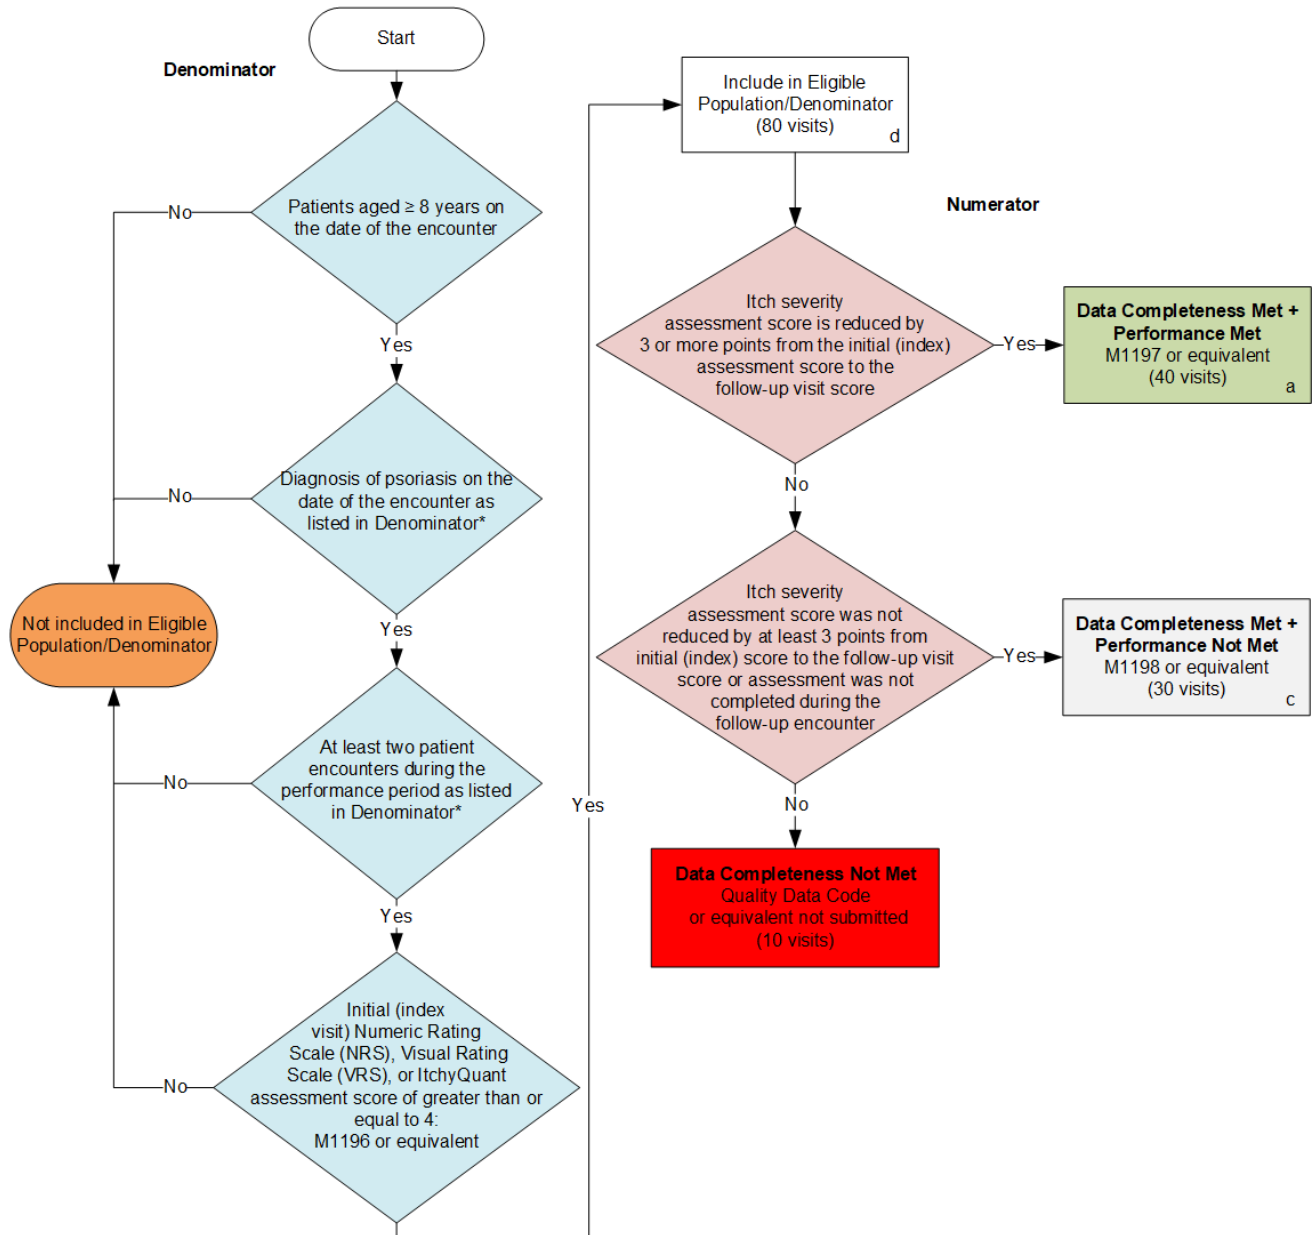 Start
Denominator
Patients aged ≥ 8 years on
the date of the encounter
No
Yes
Diagnosis of psoriasis on the
date of the encounter as
listed in Denominator*
No
Yes
Not included in Eligible
Population/Denominator
At least two patient
encounters during the
performance period as listed
in Denominator*
No
Yes
Initial (index
visit) Numeric Rating
Scale (NRS), Visual Rating
Scale (VRS), or ItchyQuant
assessment score of greater than or
equal to 4:
M1196 or equivalent
No
Yes
Include in Eligible
Population/Denominator
(80 visits)
d
Numerator
Itch severity
assessment score is reduced by
3 or more points from the initial (index)
assessment score to the
follow-up visit score
Yes
Data Completeness Met +
Performance Met
M1197 or equivalent
(40 visits)
a
No
Itch severity
assessment score was not
reduced by at least 3 points from
initial (index) score to the follow-up visit
score or assessment was not
completed during the
follow-up encounter
Yes
Data Completeness Met +
Performance Not Met
M1198 or equivalent
(30 visits)
c
No
Data Completeness Not Met
Quality Data Code
or equivalent not submitted
(10 visits)